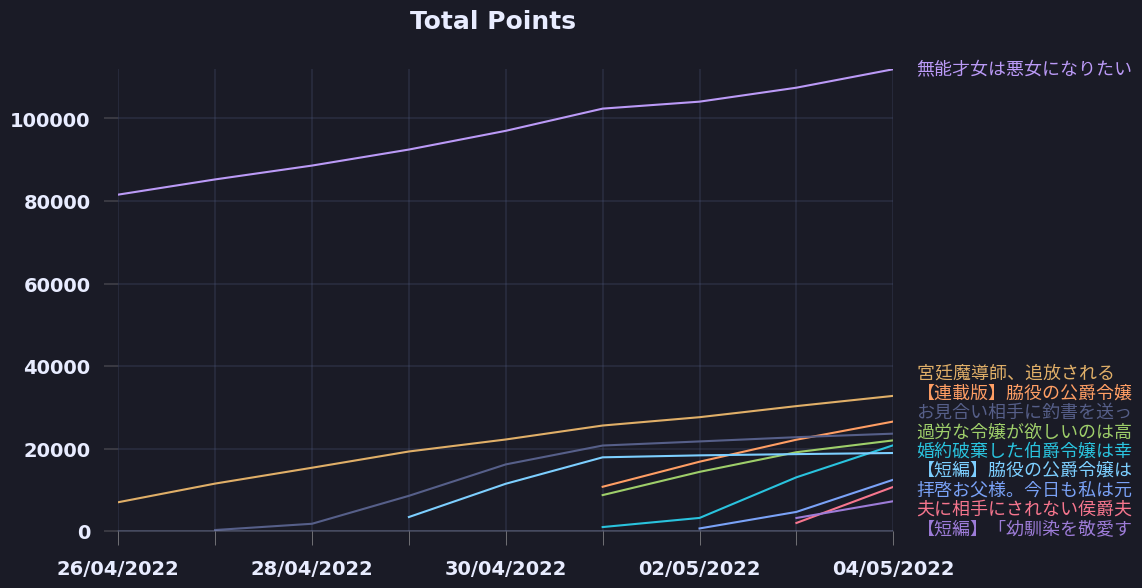 Total Points
無能才女は悪女になりたい
100000
80000
60000
40000
宮廷魔導師、追放される
【連載版】脇役の公爵令嬢
お見合い相手に釣書を送っ
過労な令嬢が欲しいのは高
20000
婚約破棄した伯爵令嬢は幸
【短編】脇役の公爵令嬢は
拝啓お父様。今日も私は元
夫に相手にされない侯爵夫
【短編】「幼馴染を敬愛す
0
26/04/2022
28/04/2022
30/04/2022
02/05/2022
04/05/2022